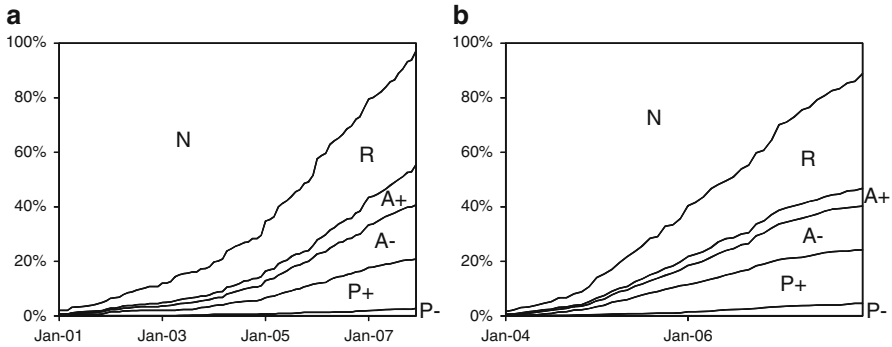 a
100%
80%
60%
40%
20%
0%
N
R
A+
A-
P+
P-
Jan-01
Jan-03
Jan-05
Jan-07
b
100%
80%
60%
40%
20%
0%
N
R
A+
A-
P+
P-
Jan-04
Jan-06